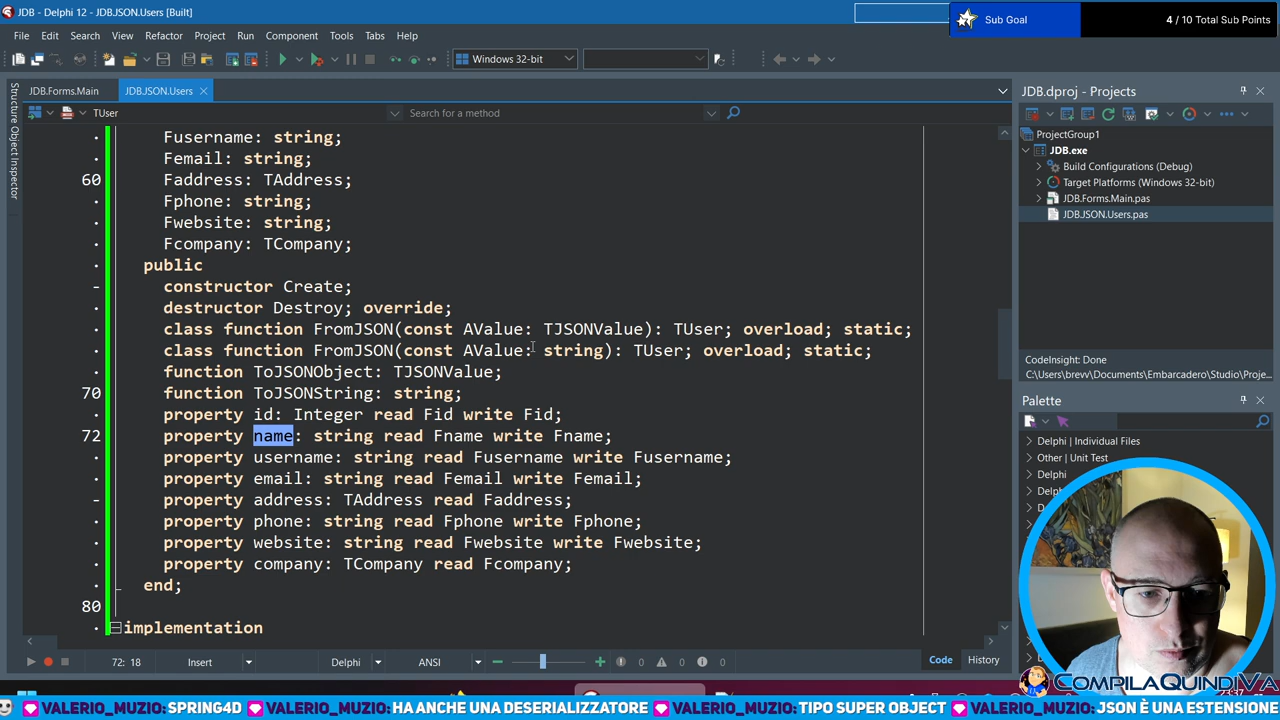 JDB - Delphi 12 - JDBJSON.Users [Built]
Sub Goal
4 / 10 Total Sub Points
File Edit Search View Refactor Project Run Component Tools Tabs Help
Windows 32-bit
JDB.Forms.Main
JDBJSON.Users
JDB.dproj - Projects
TUser
Search for a method
Structure Object Inspector
ProjectGroup1
JDB.exe
Build Configurations (Debug)
Target Platforms (Windows 32-bit)
JDB.Forms.Main.pas
JDBJSON.Users.pas
CodeInsight: Done
C:\Users\brevv\Documents\Embarcadero\Studio\Proje...
Palette
Delphi | Individual Files
Other | Unit Test
Delphi
Delp
Fusername: string;
Femail: string;
60 Faddress: TAddress;
Fphone: string;
Fwebsite: string;
Fcompany: TCompany;
public
constructor Create;
destructor Destroy; override;
class function FromJSON(const AValue: TJSONValue): TUser; overload; static;
class function FromJSON(const AValue: string): TUser; overload; static;
function ToJSONObject: TJSONValue;
70 function ToJSONString: string;
property id: Integer read Fid write Fid;
72 property name: string read Fname write Fname;
property username: string read Fusername write Fusername;
property email: string read Femail write Femail;
property address: TAddress read Faddress;
property phone: string read Fphone write Fphone;
property website: string read Fwebsite write Fwebsite;
property company: TCompany read Fcompany;
end;
80
implementation
72: 18
Insert
Delphi
ANSI
0 0 0
Code
History
COMPILAQUINDIVA
VALERIO_MUZIO: SPRING4D VALERIO_MUZIO: HA ANCHE UNA DESERIALIZZATORE VALERIO_MUZIO: TIPO SUPER OBJECT VALERIO_MUZIO: JSON È UNA ESTENSIONE